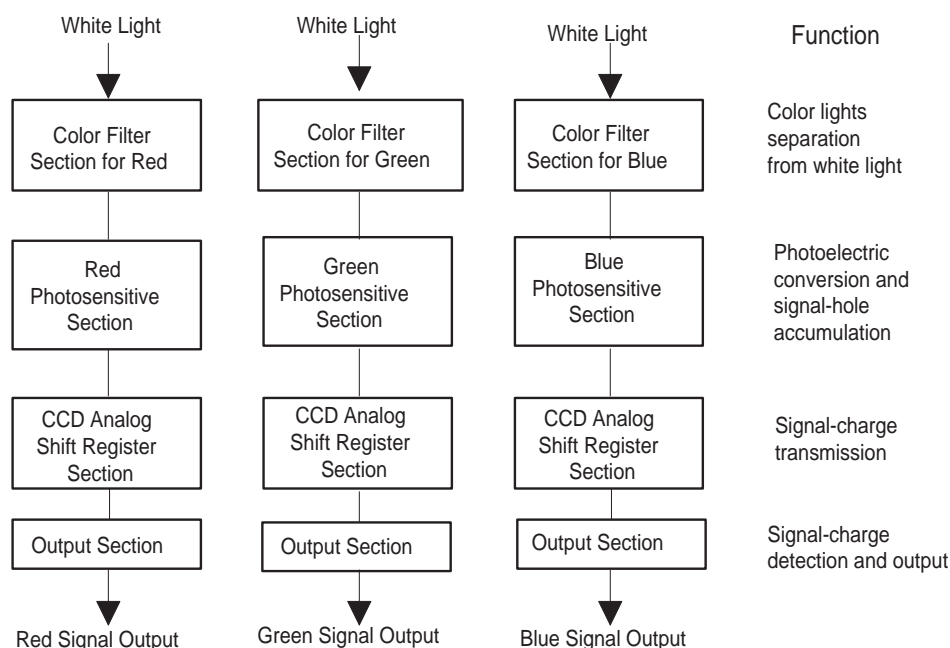 White Light
White Light
White Light
Function
Color Filter
Section for Red
Color Filter
Section for Green
Color Filter
Section for Blue
Color lights
separation
from white light
Red
Photosensitive
Section
Green
Photosensitive
Section
Blue
Photosensitive
Section
Photoelectric
conversion and
signal-hole
accumulation
CCD Analog
Shift Register
Section
CCD Analog
Shift Register
Section
CCD Analog
Shift Register
Section
Signal-charge
transmission
Output Section
Output Section
Output Section
Signal-charge
detection and output
Red Signal Output
Green Signal Output
Blue Signal Output